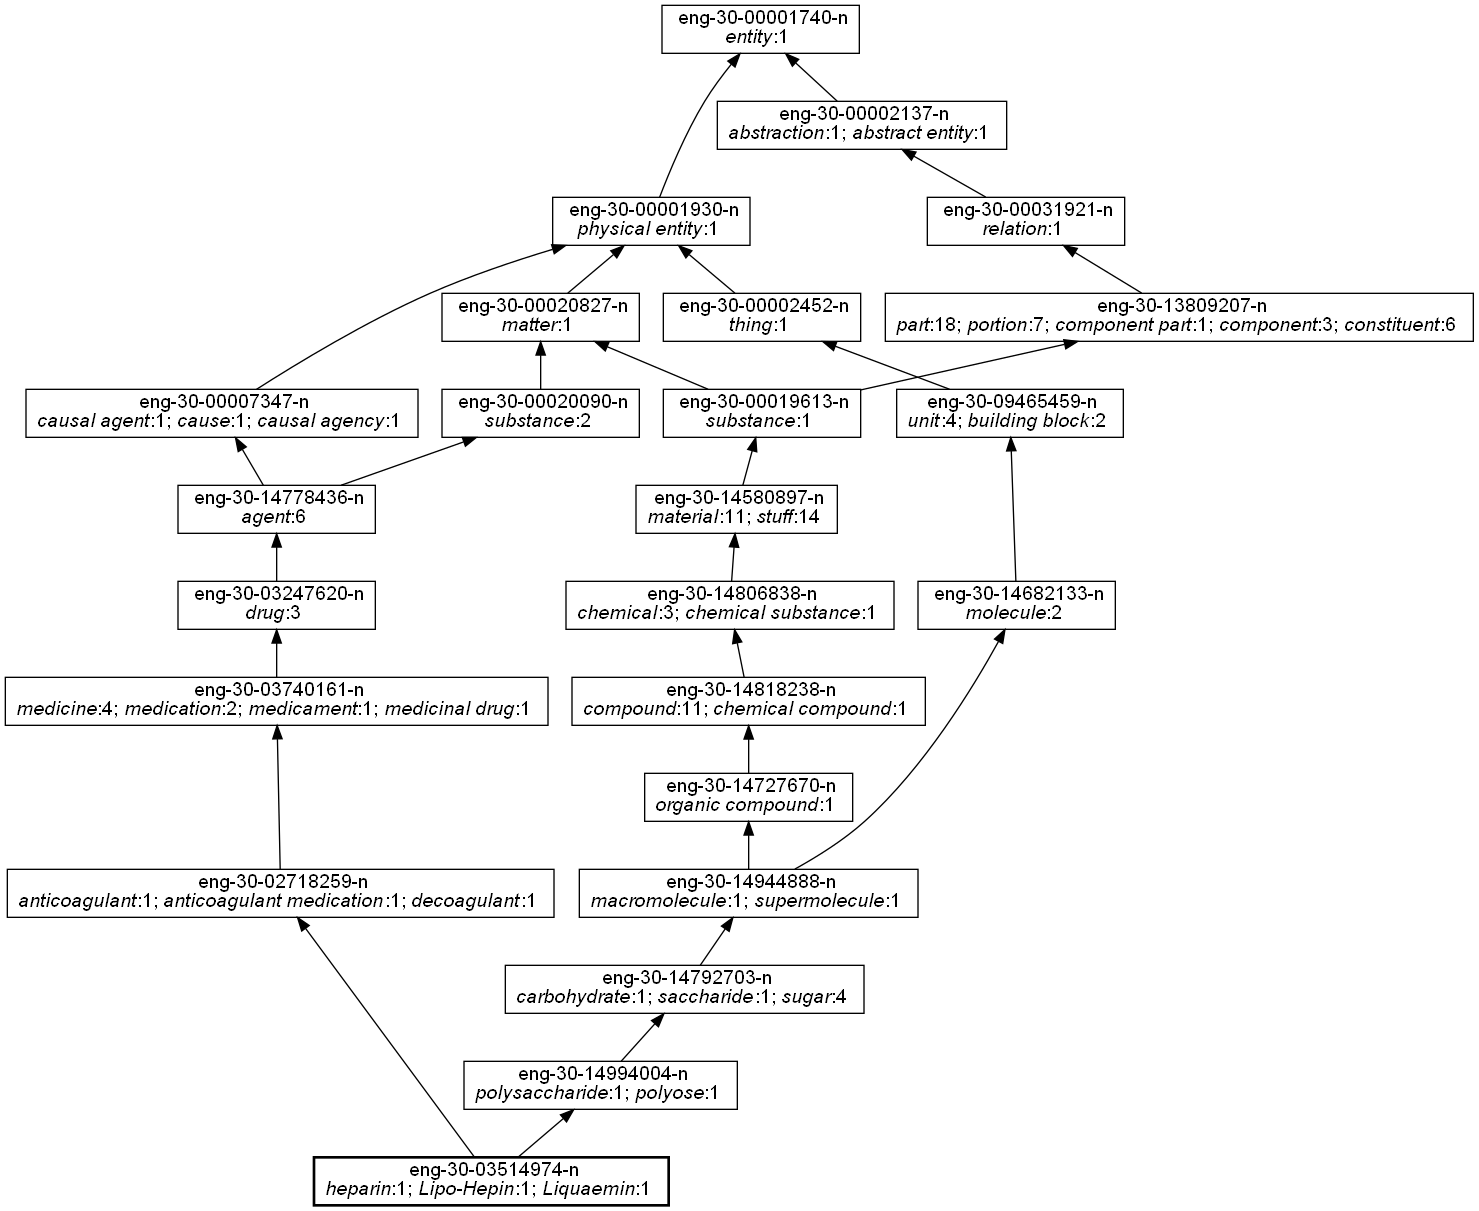 eng-30-00001740-n
entity:1
eng-30-00002137-n
abstraction:1; abstract entity:1
eng-30-00001930-n
physical entity:1
eng-30-00031921-n
relation:1
eng-30-00020827-n
matter:1
eng-30-00002452-n
thing:1
eng-30-13809207-n
part:18; portion:7; component part:1; component:3; constituent:6
eng-30-00007347-n
causal agent:1; cause:1; causal agency:1
eng-30-00020090-n
substance:2
eng-30-00019613-n
substance:1
eng-30-09465459-n
unit:4; building block:2
eng-30-14778436-n
agent:6
eng-30-14580897-n
material:11; stuff:14
eng-30-03247620-n
drug:3
eng-30-14806838-n
chemical:3; chemical substance:1
eng-30-14682133-n
molecule:2
eng-30-03740161-n
medicine:4; medication:2; medicament:1; medicinal drug:1
eng-30-14818238-n
compound:11; chemical compound:1
eng-30-14727670-n
organic compound:1
eng-30-02718259-n
anticoagulant:1; anticoagulant medication:1; decoagulant:1
eng-30-14944888-n
macromolecule:1; supermolecule:1
eng-30-14792703-n
carbohydrate:1; saccharide:1; sugar:4
eng-30-14994004-n
polysaccharide:1; polyose:1
eng-30-03514974-n
heparin:1; Lipo-Hepin:1; Liquaemin:1